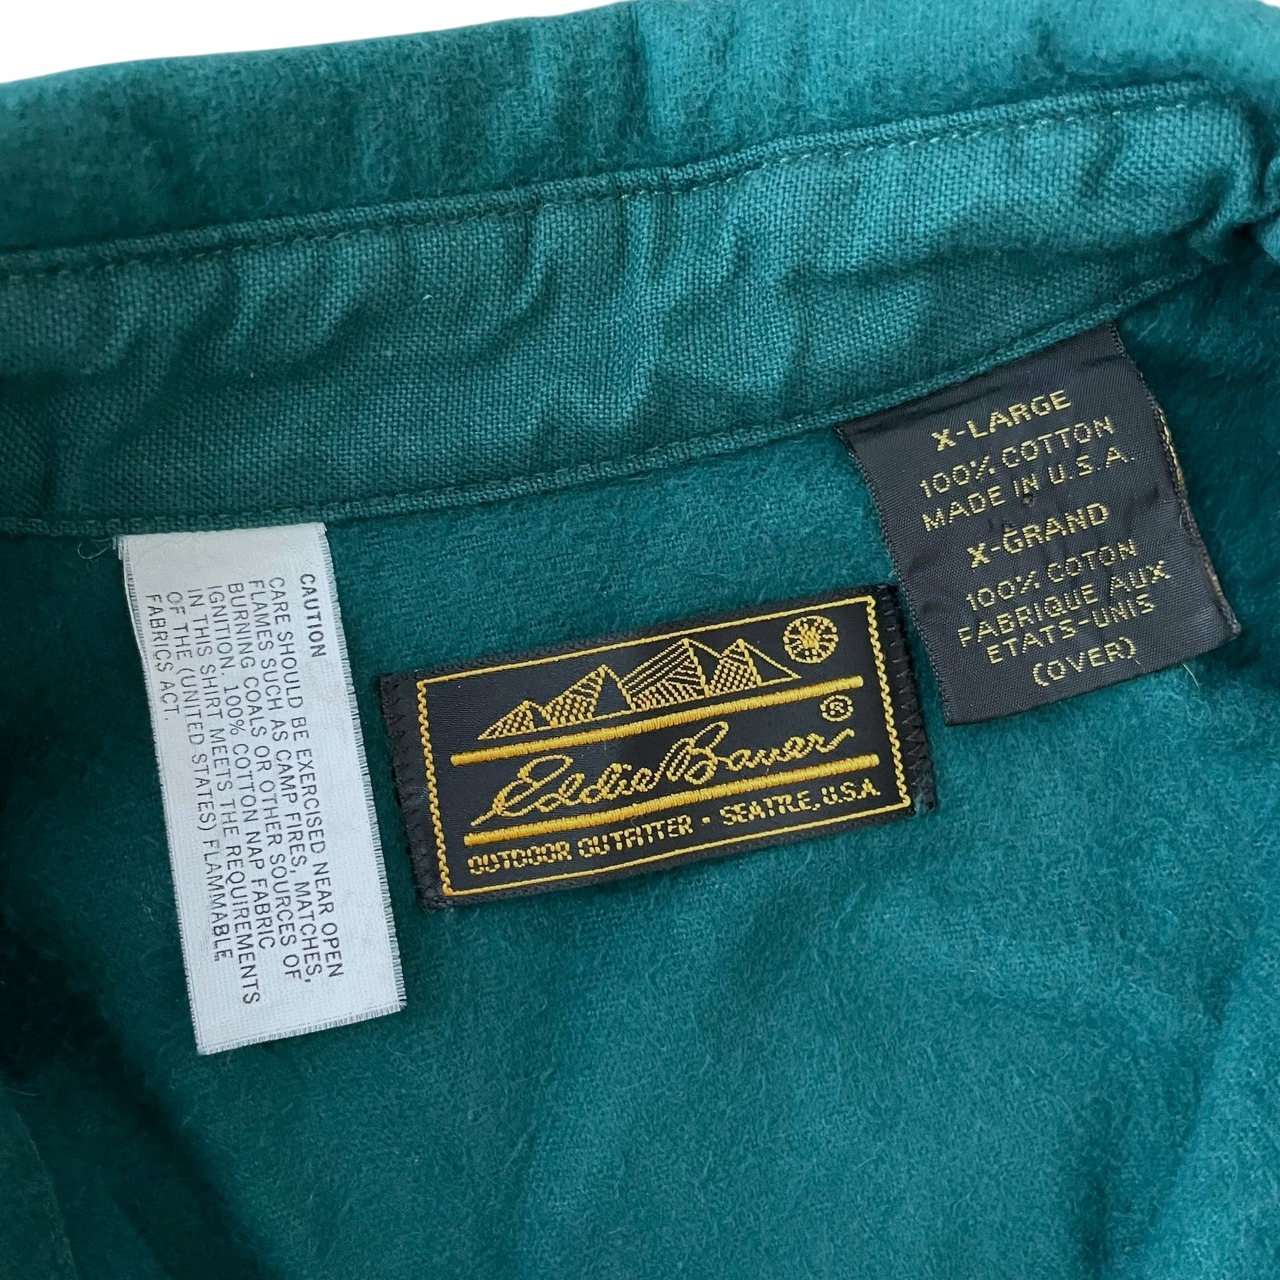 CAUTION
CARE SHOULD BE EXERCISED NEAR OPEN
FLAMES SUCH AS CAMP FIRES, MATCHES,
BURNING COALS OR OTHER SOURCES OF
IGNITION. 100% COTTON NAP FABRIC
IN THIS SHIRT MEETS THE REQUIREMENTS
OF THE (UNITED STATES) FLAMMABLE
FABRICS ACT.
Eddie Bauer®
OUTDOOR OUTFITTER · SEATTLE, U.S.A.
X-LARGE
100% COTTON
MADE IN U.S.A.
X-GRAND
100% COTON
FABRIQUE AUX
ETATS-UNIS
(OVER)